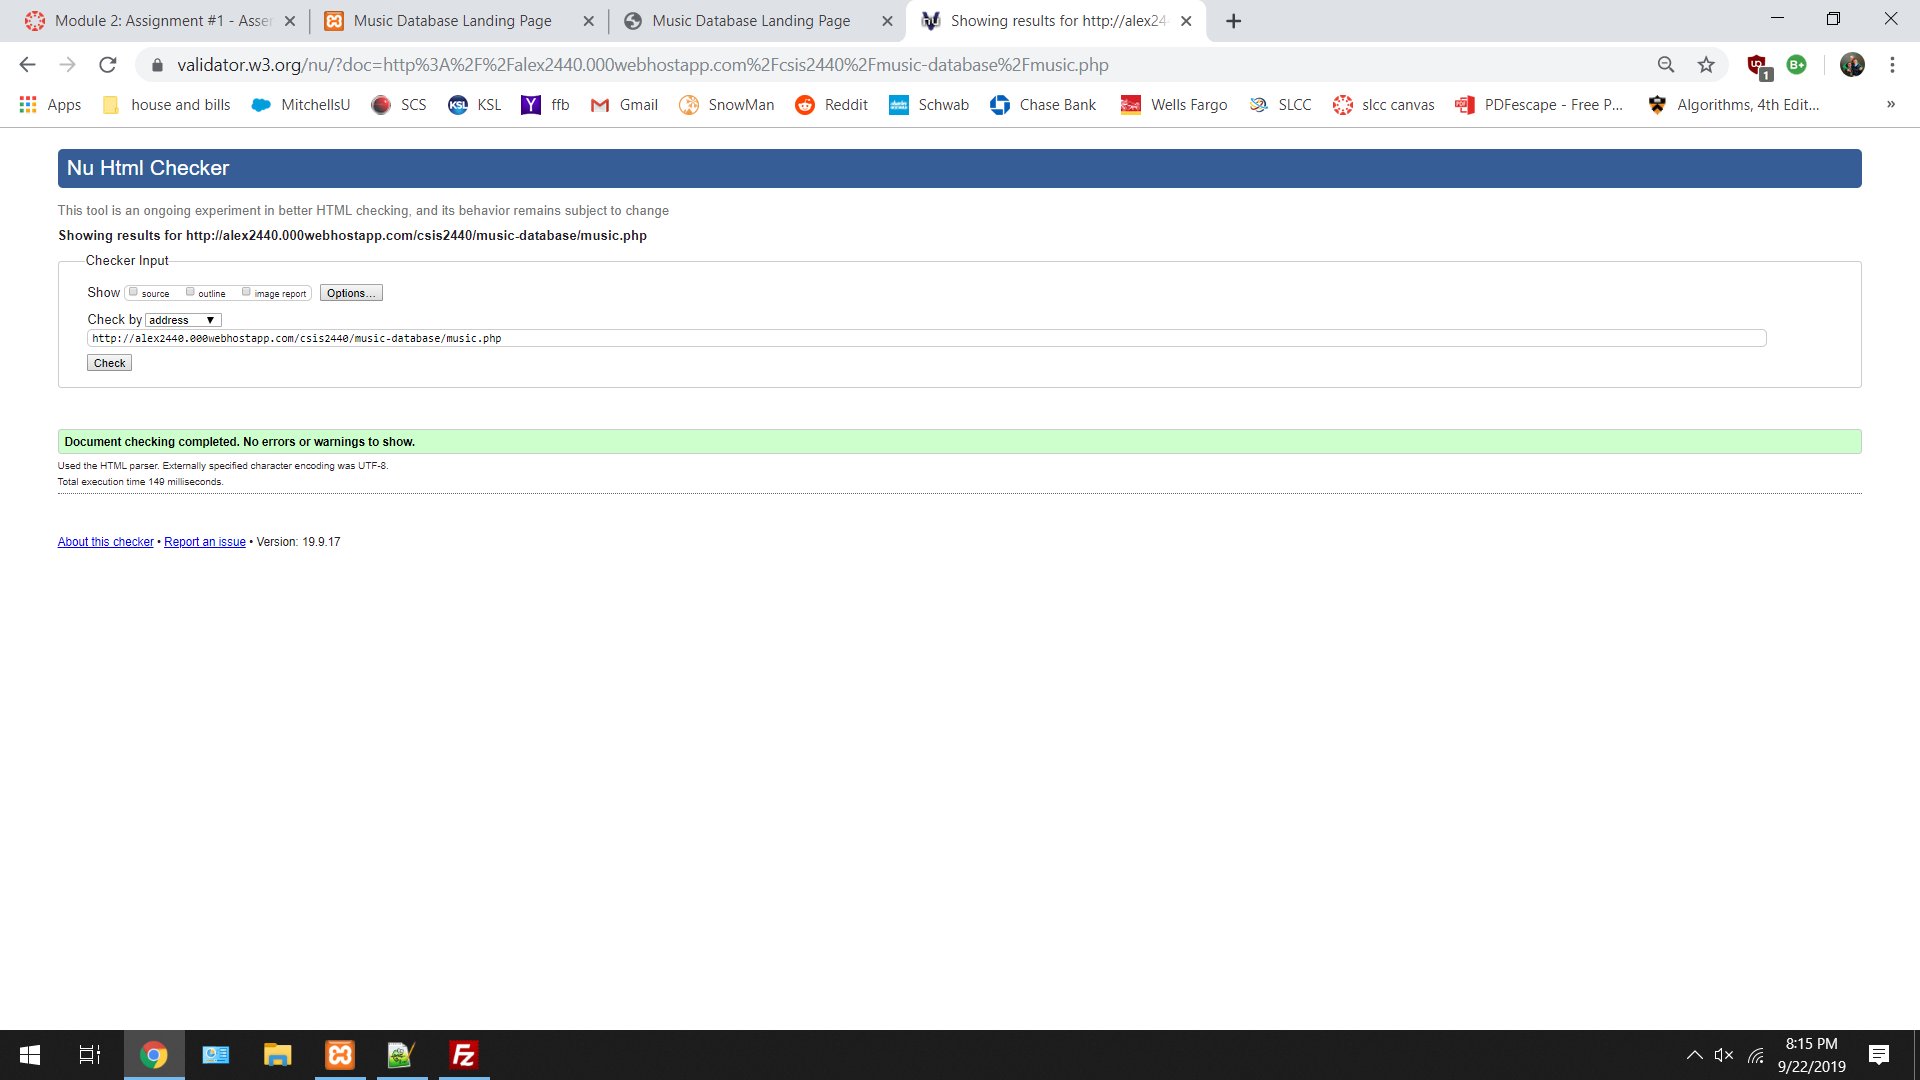 Module 2: Assignment #1 - Asse
Music Database Landing Page
Music Database Landing Page
Showing results for http://alex24
validator.w3.org/nu/?doc=http%3A%2F%2Falex2440.000webhostapp.com%2Fcsis2440%2Fmusic-database%2Fmusic.php
1
B+
Apps
house and bills
MitchellsU
SCS
KSL
KSL
Y
ffb
Gmail
SnowMan
Reddit
Schwab
Chase Bank
Wells Fargo
SLCC
slcc canvas
PDFescape - Free P...
Algorithms, 4th Edit...
»
Nu Html Checker
This tool is an ongoing experiment in better HTML checking, and its behavior remains subject to change
Showing results for http://alex2440.000webhostapp.com/csis2440/music-database/music.php
Checker Input
Show source outline image report Options...
Check by address
http://alex2440.000webhostapp.com/csis2440/music-database/music.php
Check
Document checking completed. No errors or warnings to show.
Used the HTML parser. Externally specified character encoding was UTF-8.
Total execution time 149 milliseconds.
About this checker • Report an issue • Version: 19.9.17
Fz
8:15 PM
9/22/2019